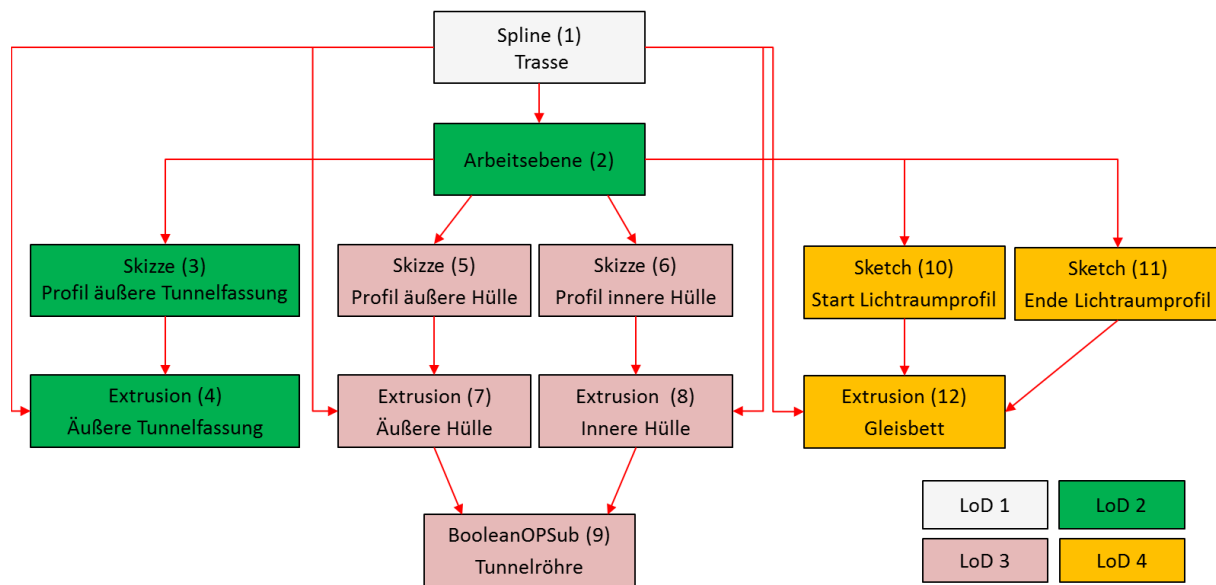 Spline (1)
Trasse
Arbeitsebene (2)
Skizze (3)
Profil äußere Tunnelfassung
Skizze (5)
Profil äußere Hülle
Skizze (6)
Profil innere Hülle
Sketch (10)
Start Lichtraumprofil
Sketch (11)
Ende Lichtraumprofil
Extrusion (4)
Äußere Tunnelfassung
Extrusion (7)
Äußere Hülle
Extrusion (8)
Innere Hülle
Extrusion (12)
Gleisbett
BooleanOPSub (9)
Tunnelröhre
LoD 1
LoD 2
LoD 3
LoD 4